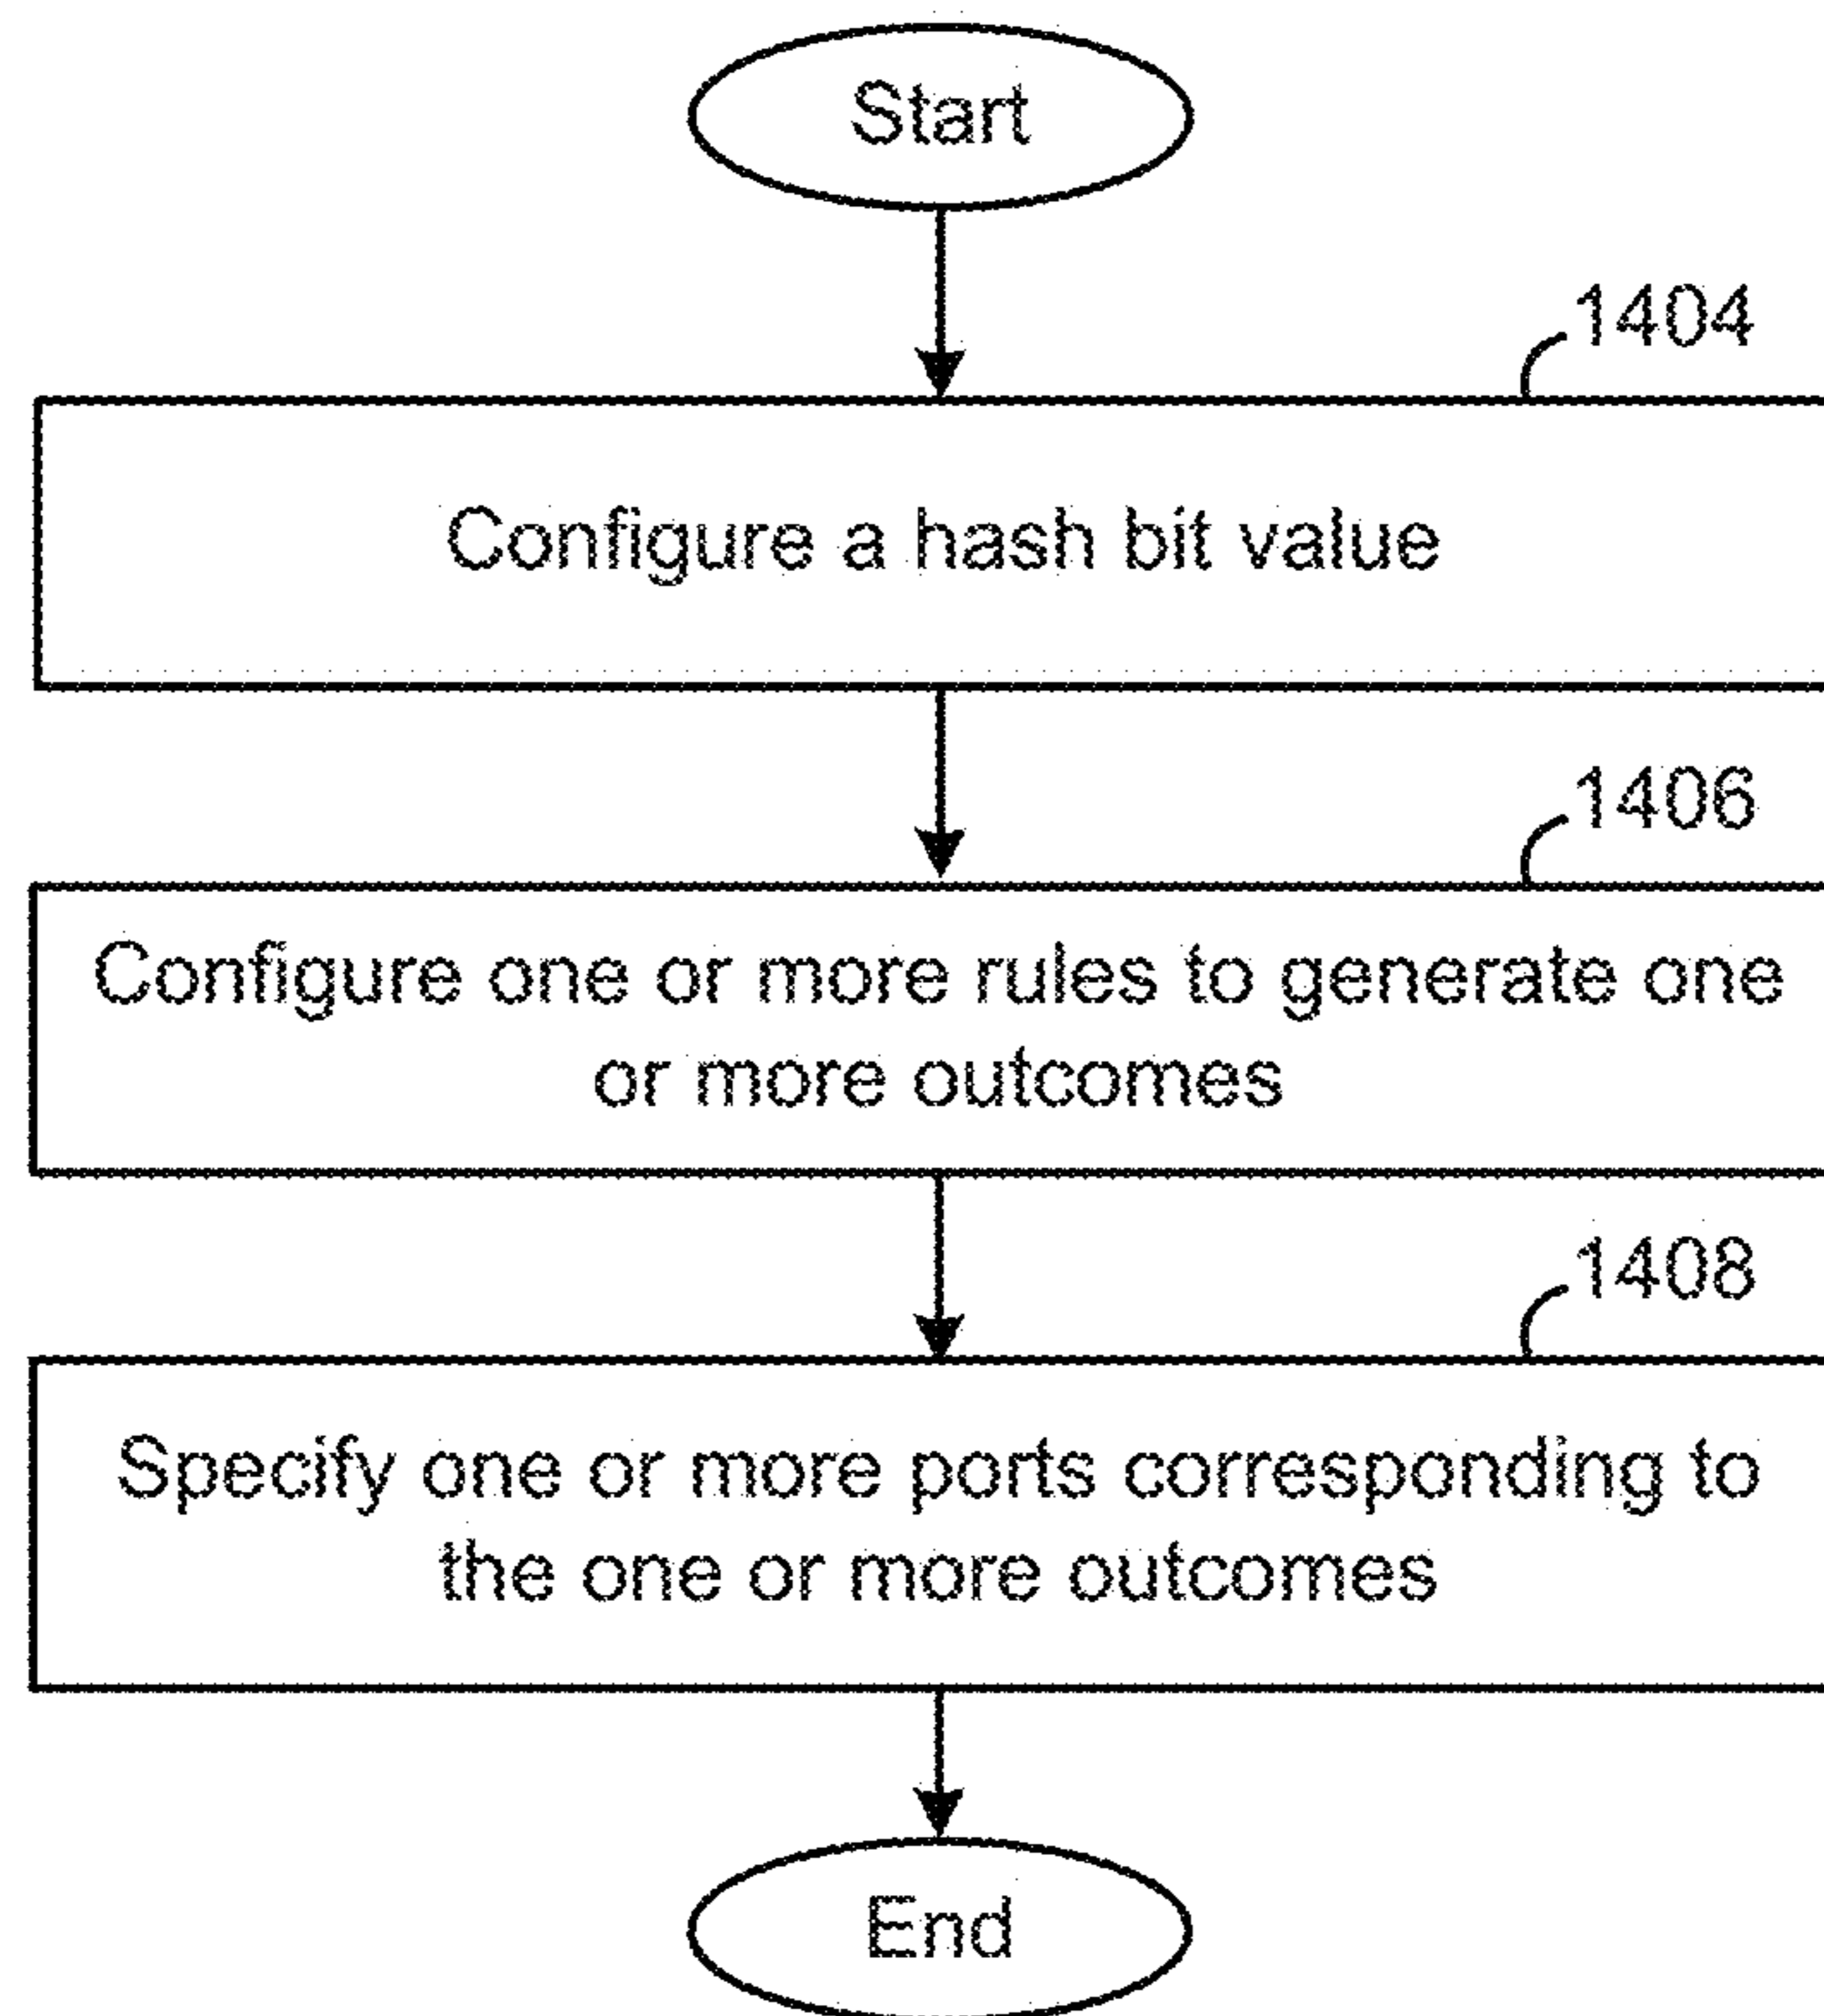 Start
1404
Configure a hash bit value
1406
Configure one or more rules to generate one
or more outcomes
1408
Specify one or more ports corresponding to
the one or more outcomes
End